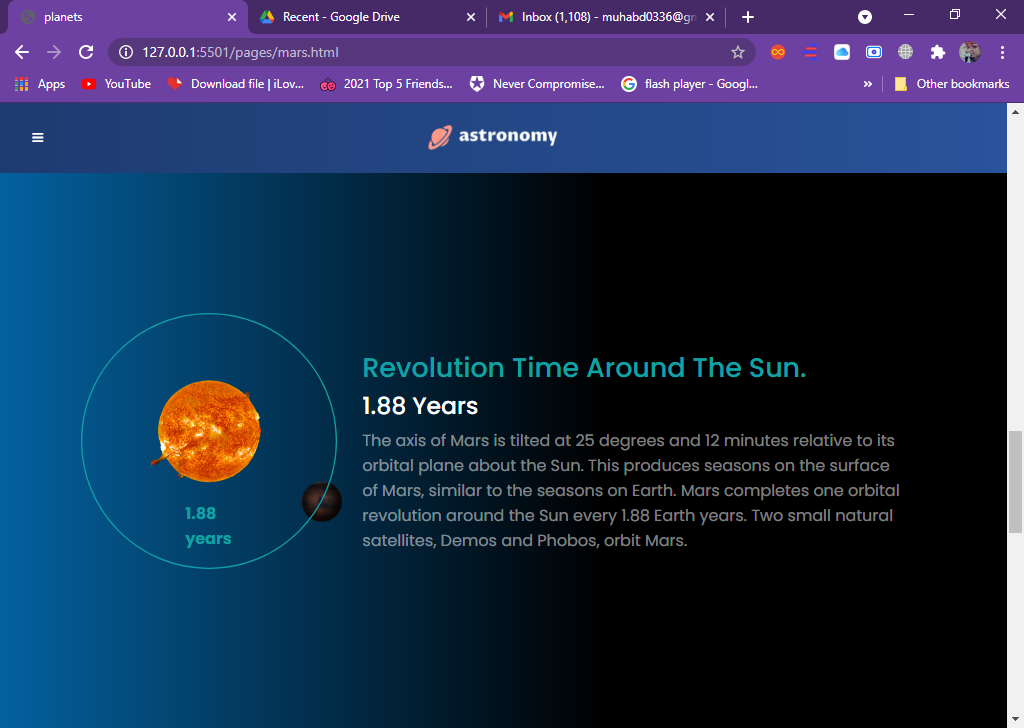 planets
Recent - Google Drive
Inbox (1,108) - muhabd0336@gm
127.0.0.1:5501/pages/mars.html
Apps
YouTube
Download file | iLov...
2021 Top 5 Friends...
Never Compromise...
flash player - Googl...
»
Other bookmarks
astronomy
Revolution Time Around The Sun.
1.88 Years
The axis of Mars is tilted at 25 degrees and 12 minutes relative to its
orbital plane about the Sun. This produces seasons on the surface
of Mars, similar to the seasons on Earth. Mars completes one orbital
revolution around the Sun every 1.88 Earth years. Two small natural
satellites, Demos and Phobos, orbit Mars.
1.88
years